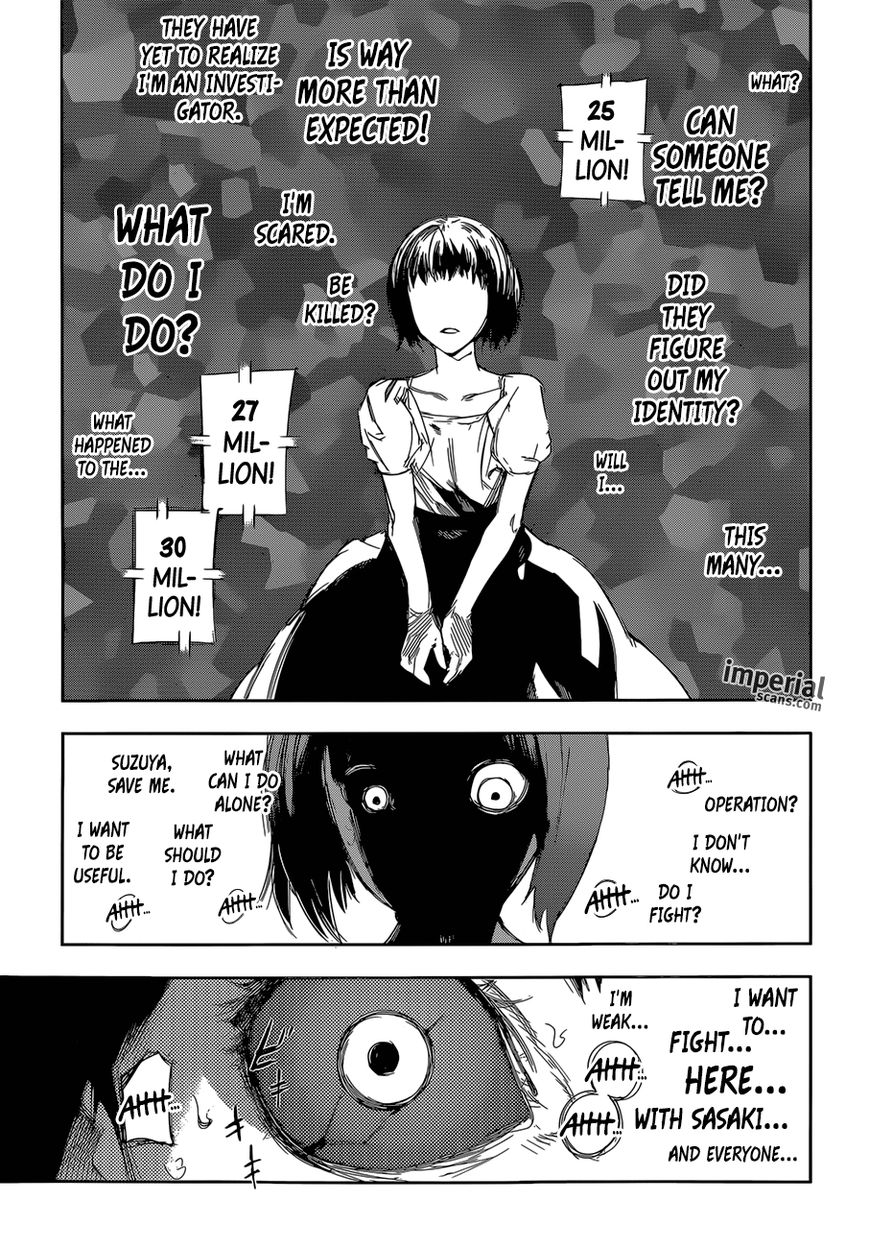 THEY HAVE
YET TO REALIZE
I'M AN INVESTI-
GATOR.
IS WAY
MORE THAN
EXPECTED!
WHAT?
25
MIL-
LION!
CAN
SOMEONE
TELL ME?
WHAT
DO I
DO?
I'M
SCARED.
BE
KILLED?
DID
THEY
FIGURE
OUT MY
IDENTITY?
27
MIL-
LION!
WHAT
HAPPENED
TO THE...
WILL
I...
30
MIL-
LION!
THIS
MANY...
imperial
scans.com
SUZUYA,
SAVE ME.
WHAT
CAN I DO
ALONE?
I WANT
TO BE
USEFUL.
WHAT
SHOULD
I DO?
AHH...
AHH...
AHH...
OPERATION?
I DON'T
KNOW...
AHH...
DO I
FIGHT?
I'M
WEAK...
I WANT
TO...
FIGHT...
HERE...
WITH SASAKI...
AND EVERYONE...
AHH...
AHH...
AHH...